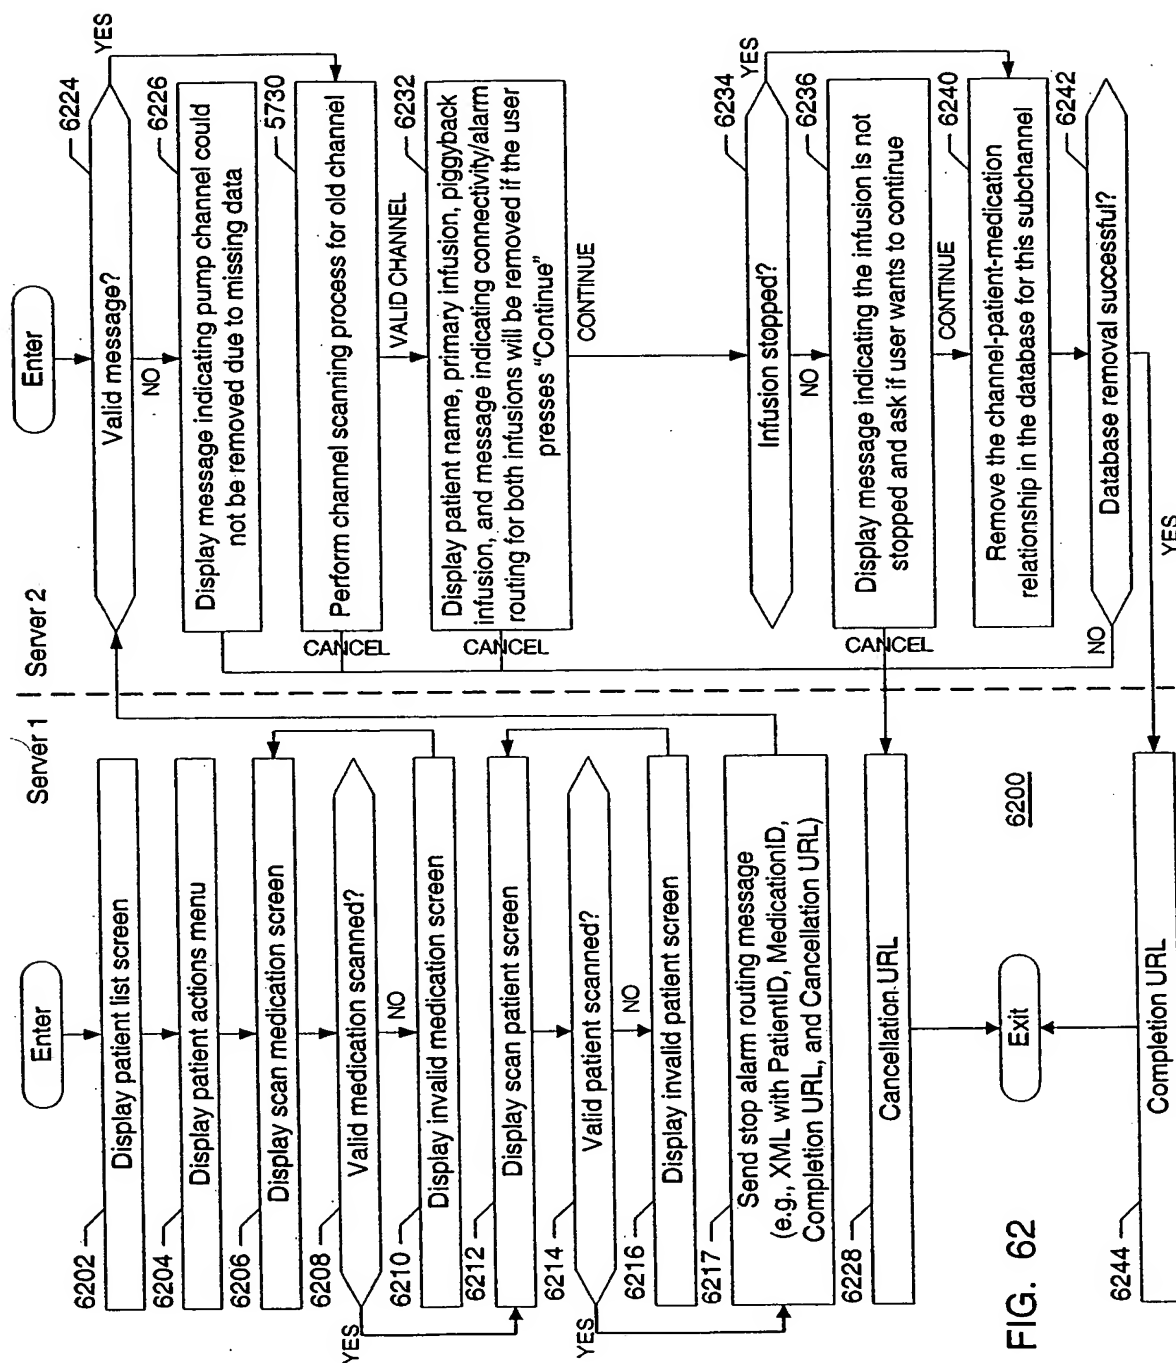 Server 1
Enter
6202
Display patient list screen
6204
Display patient actions menu
6206
Display scan medication screen
6208
Valid medication scanned?
YES
NO
6210
Display invalid medication screen
6212
Display scan patient screen
6214
Valid patient scanned?
YES
NO
6216
Display invalid patient screen
6217
Send stop alarm routing message
(e.g., XML with PatientID, MedicationID,
Completion URL, and Cancellation URL)
6228
Cancellation URL
Exit
6244
Completion URL
Server 2
Enter
6224
Valid message?
YES
NO
6226
Display message indicating pump channel could
not be removed due to missing data
5730
Perform channel scanning process for old channel
CANCEL
VALID CHANNEL
6232
Display patient name, primary infusion, piggyback
infusion, and message indicating connectivity/alarm
routing for both infusions will be removed if the user
presses “Continue”
CANCEL
CONTINUE
6234
Infusion stopped?
YES
NO
6236
Display message indicating the infusion is not
stopped and ask if user wants to continue
CANCEL
CONTINUE
6240
Remove the channel-patient-medication
relationship in the database for this subchannel
6242
Database removal successful?
NO
YES
6200
FIG. 62